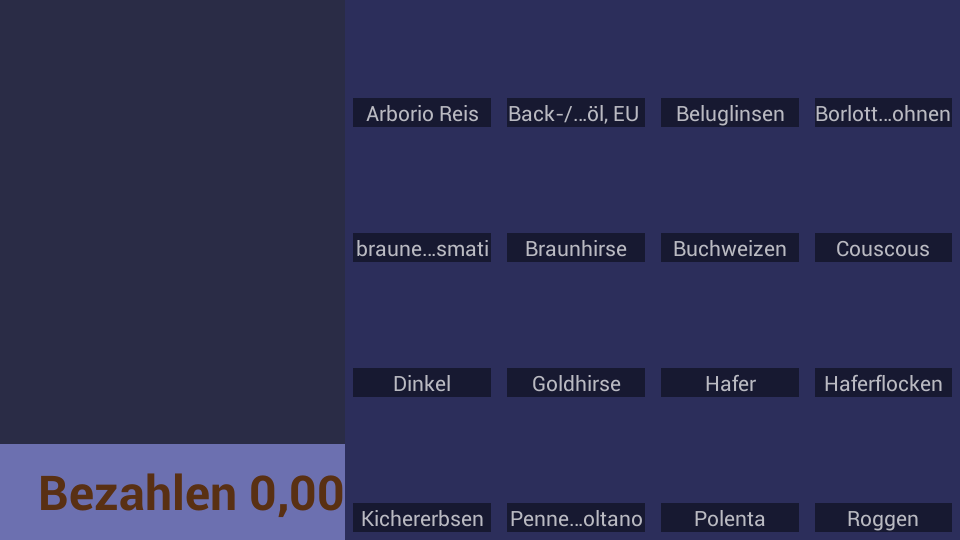 Arborio Reis
Back-/...öl, EU
Beluglinsen
Borlott...ohnen
braune...smati
Braunhirse
Buchweizen
Couscous
Dinkel
Goldhirse
Hafer
Haferflocken
Kichererbsen
Penne...oltano
Polenta
Roggen
Bezahlen 0,00